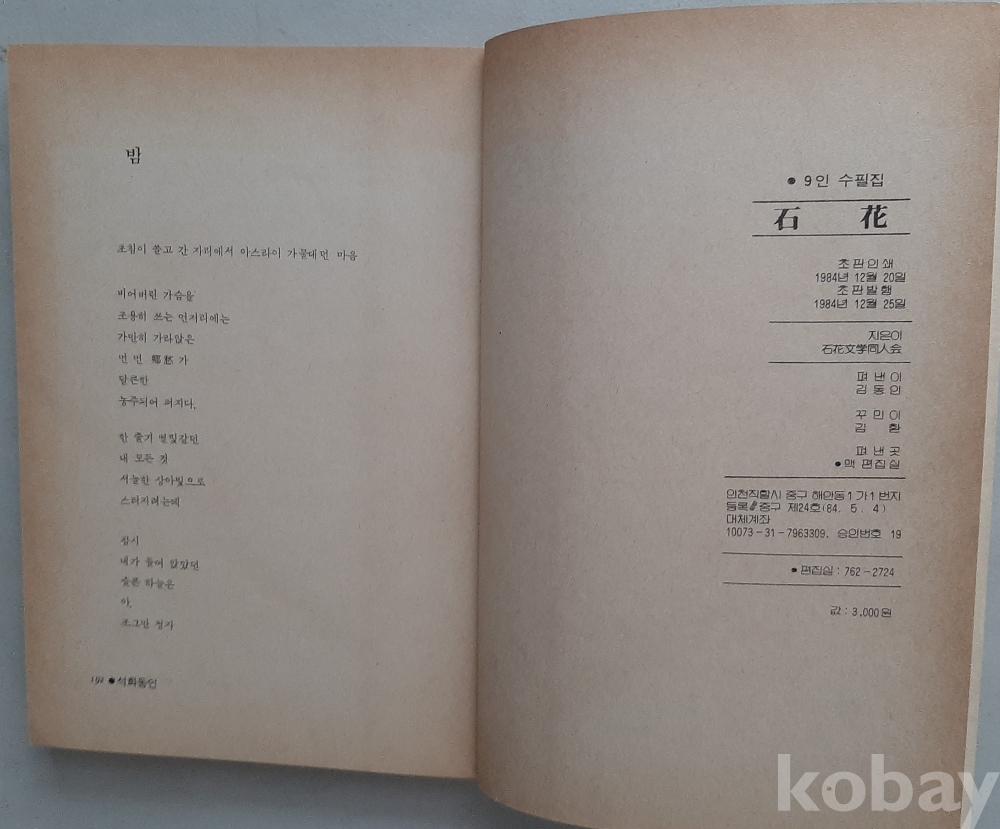 밤
초침이 쓸고 간 자리에서 아스라이 가물대던 마음
비어버린 가슴을
조용히 쓰는 언저리에는
가만히 가라앉은
먼 먼 鄕愁가
달큰한
농주되어 퍼지다.
한 줄기 별빛같던
내 모든 것
서늘한 상아빛으로
스러지려는데
잠시
네가 들어 앉았던
슬픈 하늘은
아,
조그만 정자
192 ●석화동인
● 9인 수필집
石 花
초판인쇄
1984년 12월 20일
초판발행
1984년 12월 25일
지은이
石花文学同人会
펴낸이
김동인
꾸민이
김 환
펴낸곳
●맥 편집실
인천직할시 중구 해안동1가1번지
등록 중구 제24호(84. 5. 4)
대체계좌
10073-31-7963309. 승인번호 19
● 편집실 : 762-2724
값 : 3,000원
kobay